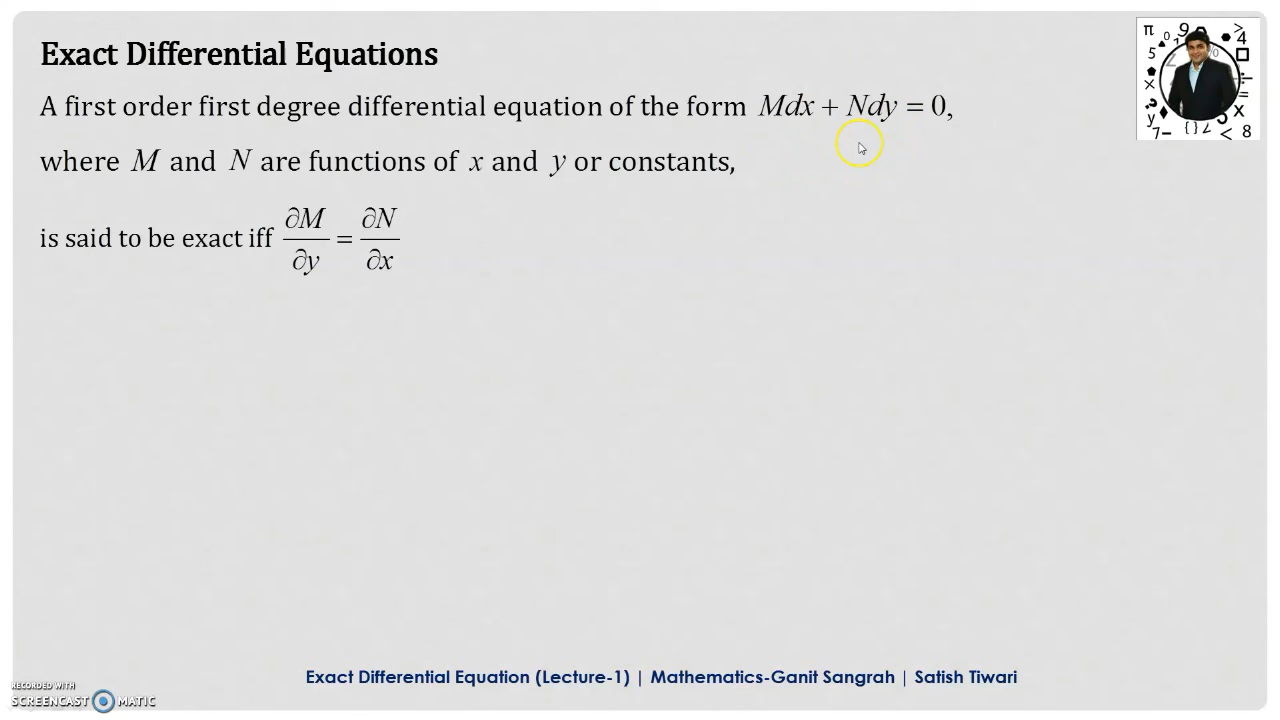 Exact Differential Equations
A first order first degree differential equation of the form Mdx + Ndy = 0,
where M and N are functions of x and y or constants,
is said to be exact iff ∂M/∂y = ∂N/∂x
Exact Differential Equation (Lecture-1) | Mathematics-Ganit Sangrah | Satish Tiwari
RECORDED WITH
SCREENCAST MATIC